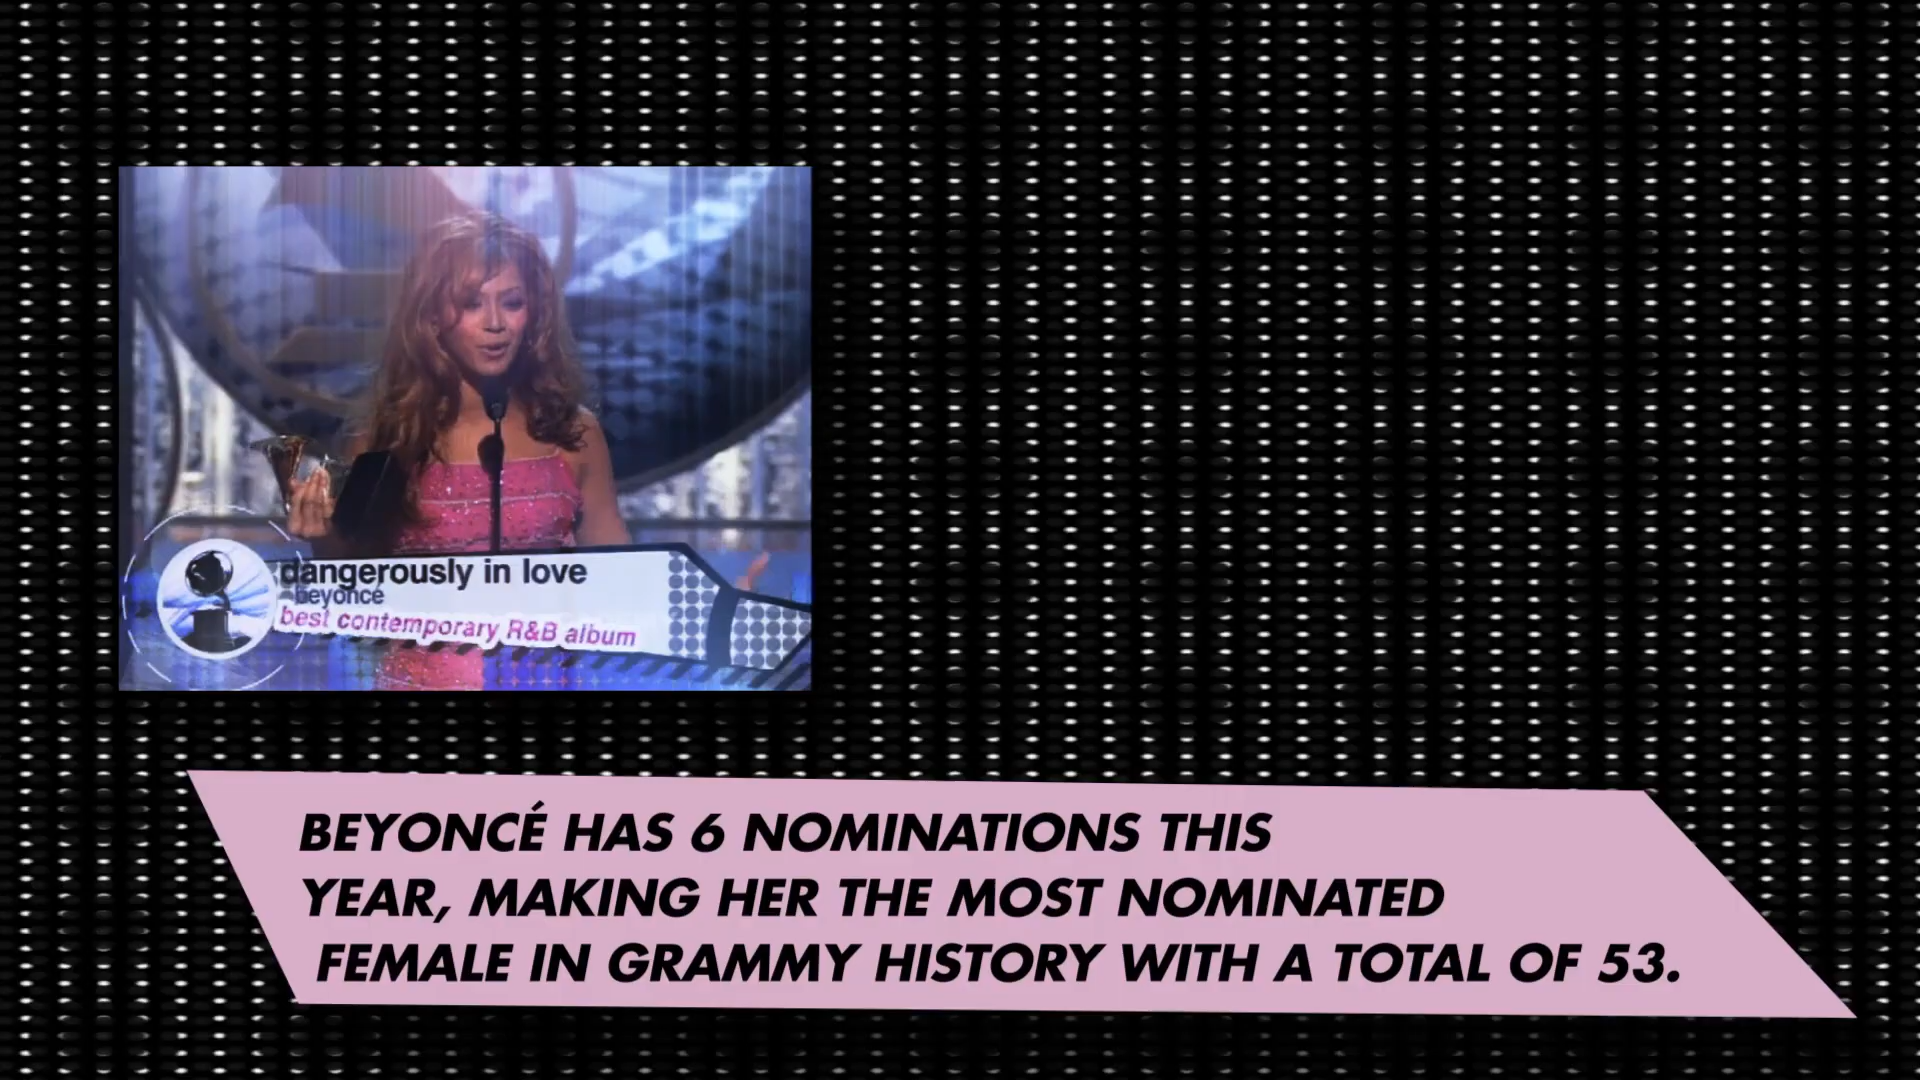 dangerously in love
beyoncé
best contemporary R&B album
BEYONCÉ HAS 6 NOMINATIONS THIS
YEAR, MAKING HER THE MOST NOMINATED
FEMALE IN GRAMMY HISTORY WITH A TOTAL OF 53.